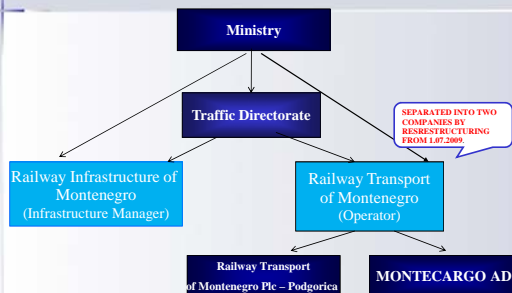 Ministry
Traffic Directorate
SEPARATED INTO TWO
COMPANIES BY
RESRESTRUCTURING
FROM 1.07.2009.
Railway Infrastructure of
Montenegro
(Infrastructure Manager)
Railway Transport
of Montenegro
(Operator)
Railway Transport
of Montenegro Plc – Podgorica
MONTECARGO AD